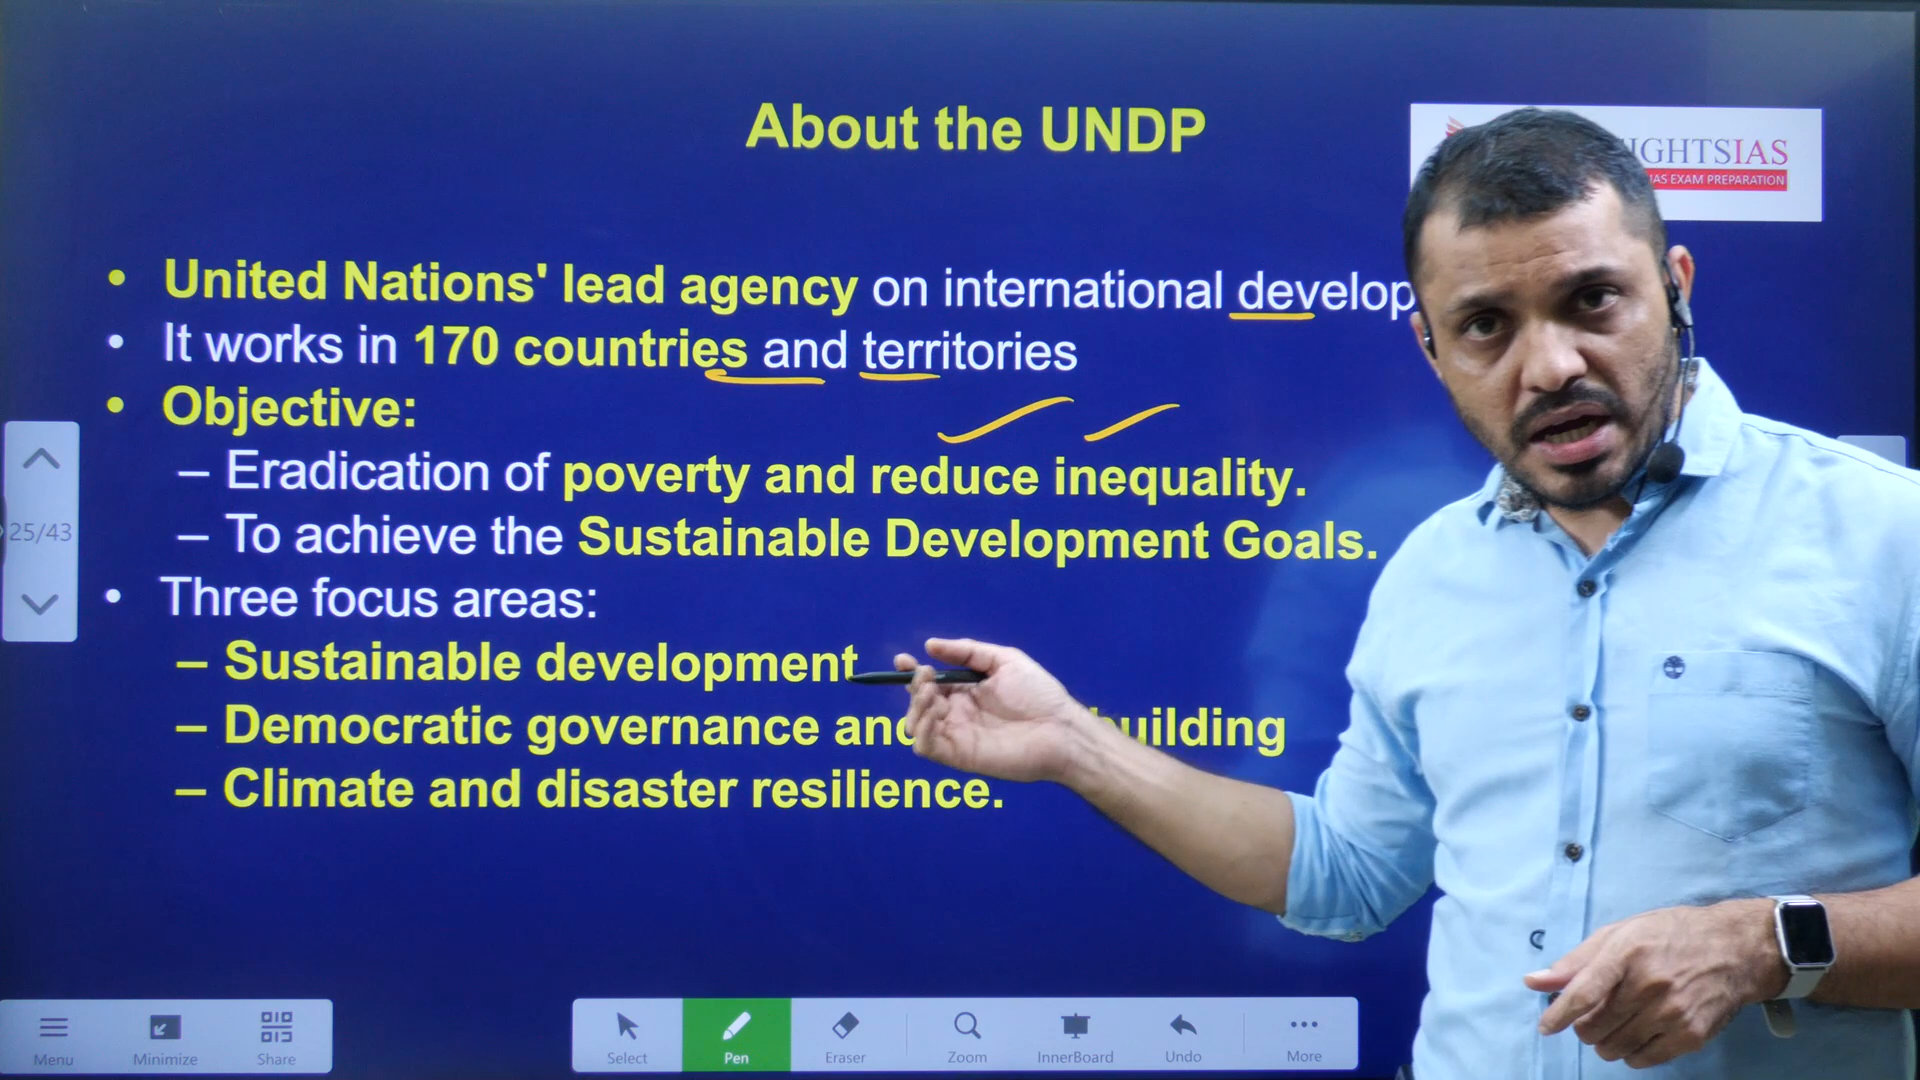 About the UNDP
IGHTSIAS
IAS EXAM PREPARATION
• United Nations' lead agency on international develop
• It works in 170 countries and territories
• Objective:
– Eradication of poverty and reduce inequality.
– To achieve the Sustainable Development Goals.
• Three focus areas:
– Sustainable development
– Democratic governance and building
– Climate and disaster resilience.
25/43
Menu Minimize Share Select Pen Eraser Zoom InnerBoard Undo More